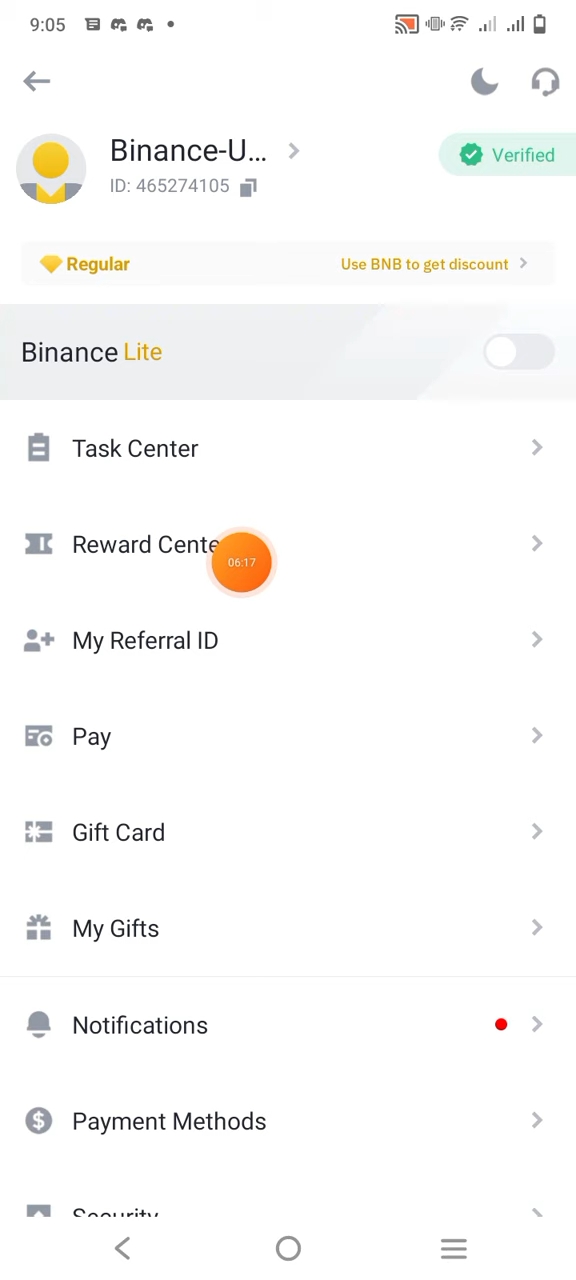 9:05
Binance-U...
ID: 465274105
Verified
Regular
Use BNB to get discount
Binance Lite
Task Center
Reward Cente
06:17
My Referral ID
Pay
Gift Card
My Gifts
Notifications
Payment Methods
Security